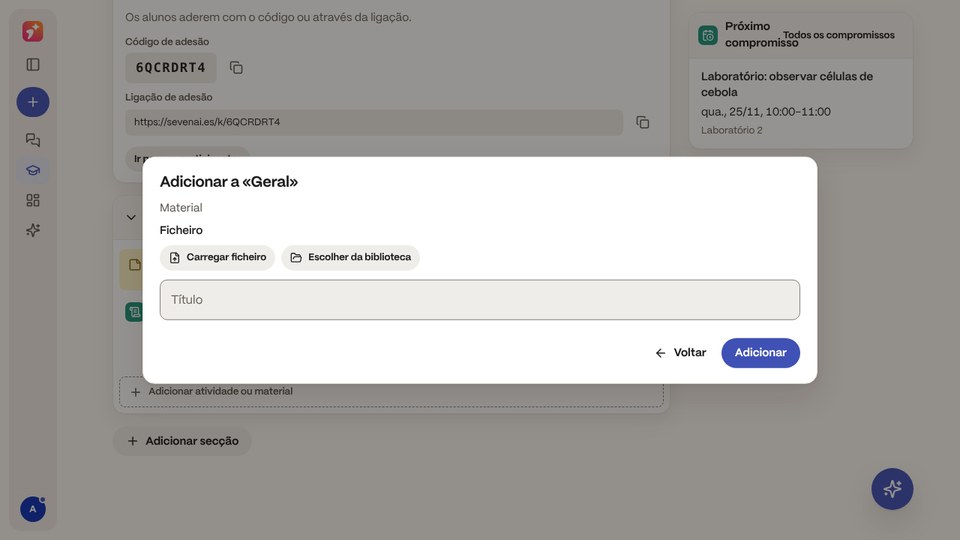 Os alunos aderem com o código ou através da ligação.
Código de adesão
6QCRDRT4
Ligação de adesão
https://sevenai.es/k/6QCRDRT4
Próximo compromisso
Todos os compromissos
Laboratório: observar células de
cebola
qua., 25/11, 10:00–11:00
Laboratório 2
Adicionar a «Geral»
Material
Ficheiro
Carregar ficheiro
Escolher da biblioteca
Título
Voltar
Adicionar
Adicionar atividade ou material
Adicionar secção
A